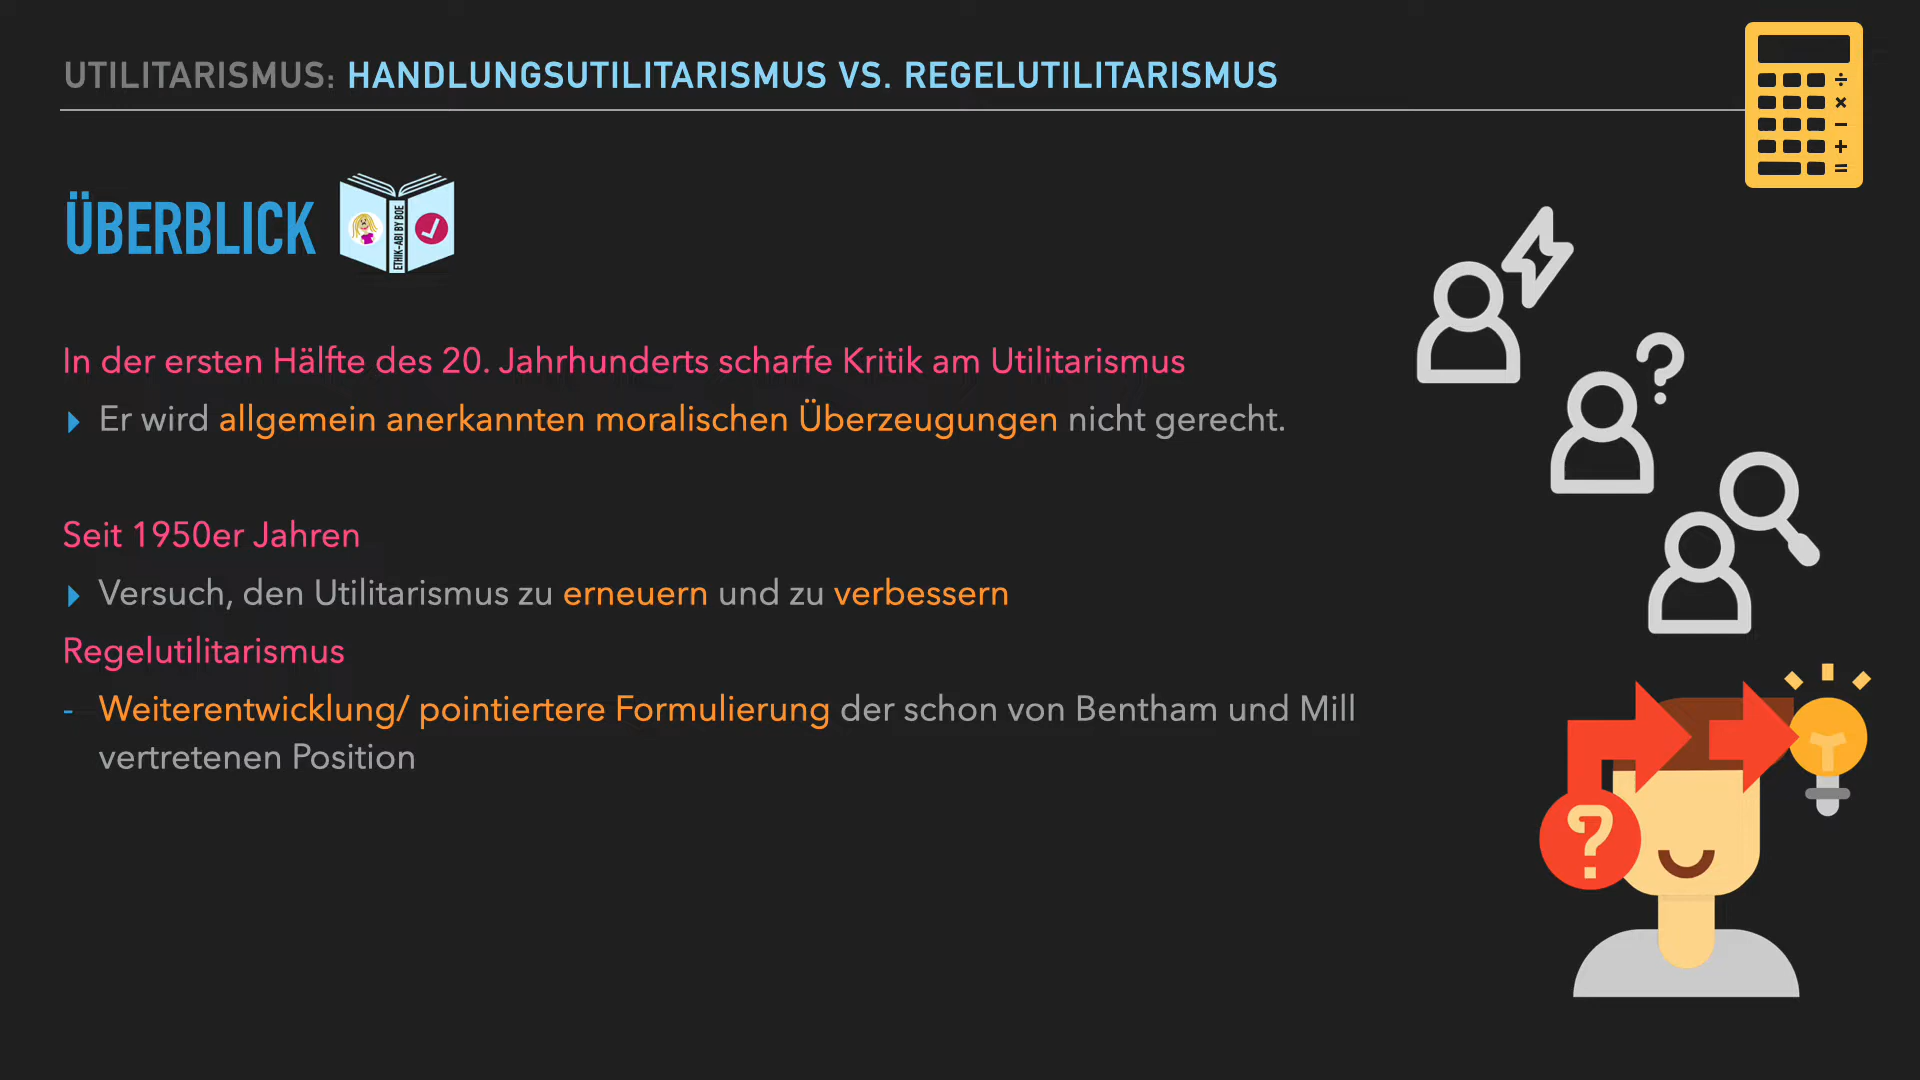 UTILITARISMUS: HANDLUNGSUTILITARISMUS VS. REGELUTILITARISMUS
ÜBERBLICK
ETHIK-ABI BY BOE
In der ersten Hälfte des 20. Jahrhunderts scharfe Kritik am Utilitarismus
Er wird allgemein anerkannten moralischen Überzeugungen nicht gerecht.
Seit 1950er Jahren
Versuch, den Utilitarismus zu erneuern und zu verbessern
Regelutilitarismus
- Weiterentwicklung/ pointiertere Formulierung der schon von Bentham und Mill
vertretenen Position